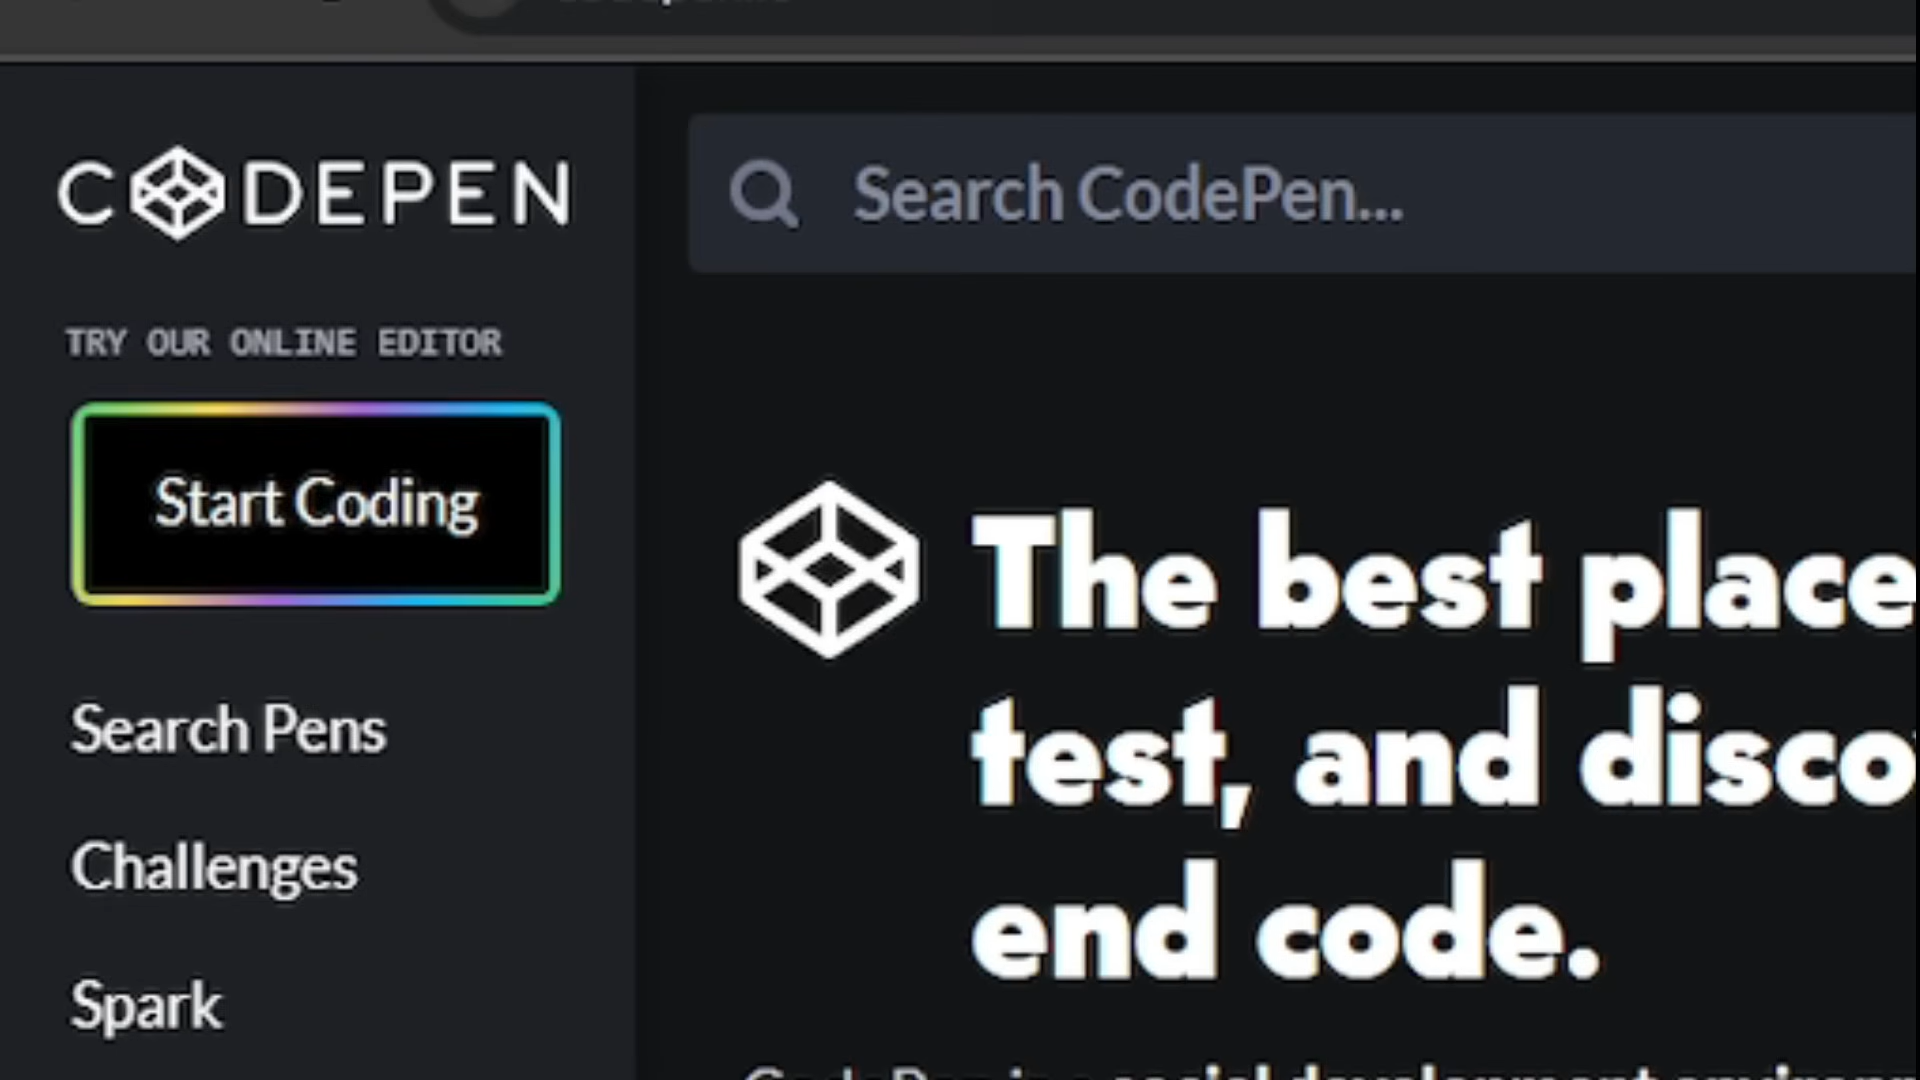 CODEPEN
Search CodePen...
TRY OUR ONLINE EDITOR
Start Coding
Search Pens
Challenges
Spark
The best place
test, and disco
end code.